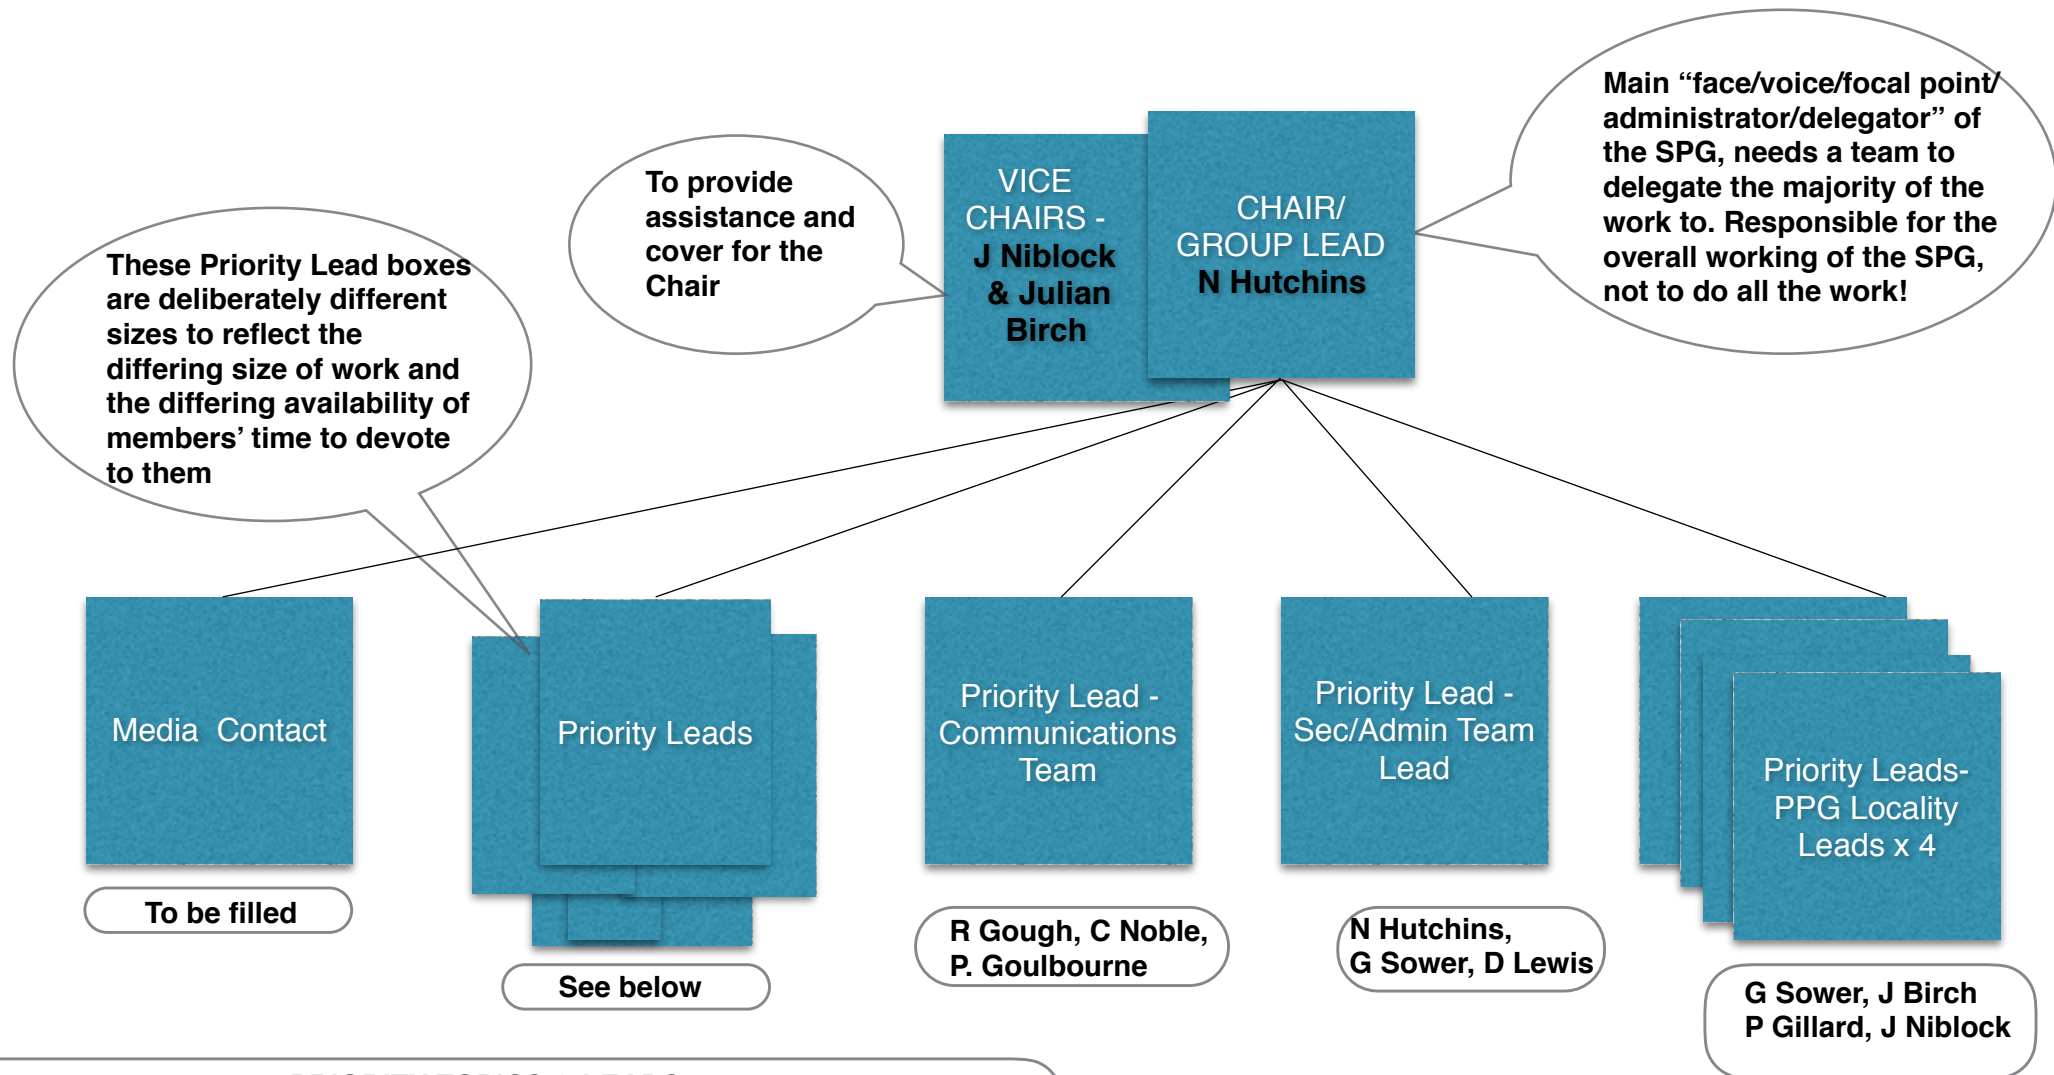 Main “face/voice/focal point/
administrator/delegator” of
the SPG, needs a team to
delegate the majority of the
work to. Responsible for the
overall working of the SPG,
not to do all the work!
To provide
assistance and
cover for the
Chair
VICE
CHAIRS -
J Niblock
& Julian
Birch
CHAIR/
GROUP LEAD
N Hutchins
These Priority Lead boxes
are deliberately different
sizes to reflect the
differing size of work and
the differing availability of
members’ time to devote
to them
Media  Contact
Priority Leads
Priority Lead -
Communications
Team
Priority Lead -
Sec/Admin Team
Lead
Priority Leads-
PPG Locality
Leads x 4
To be filled
See below
R Gough, C Noble,
P. Goulbourne
N Hutchins,
G Sower, D Lewis
G Sower, J Birch
P Gillard, J Niblock